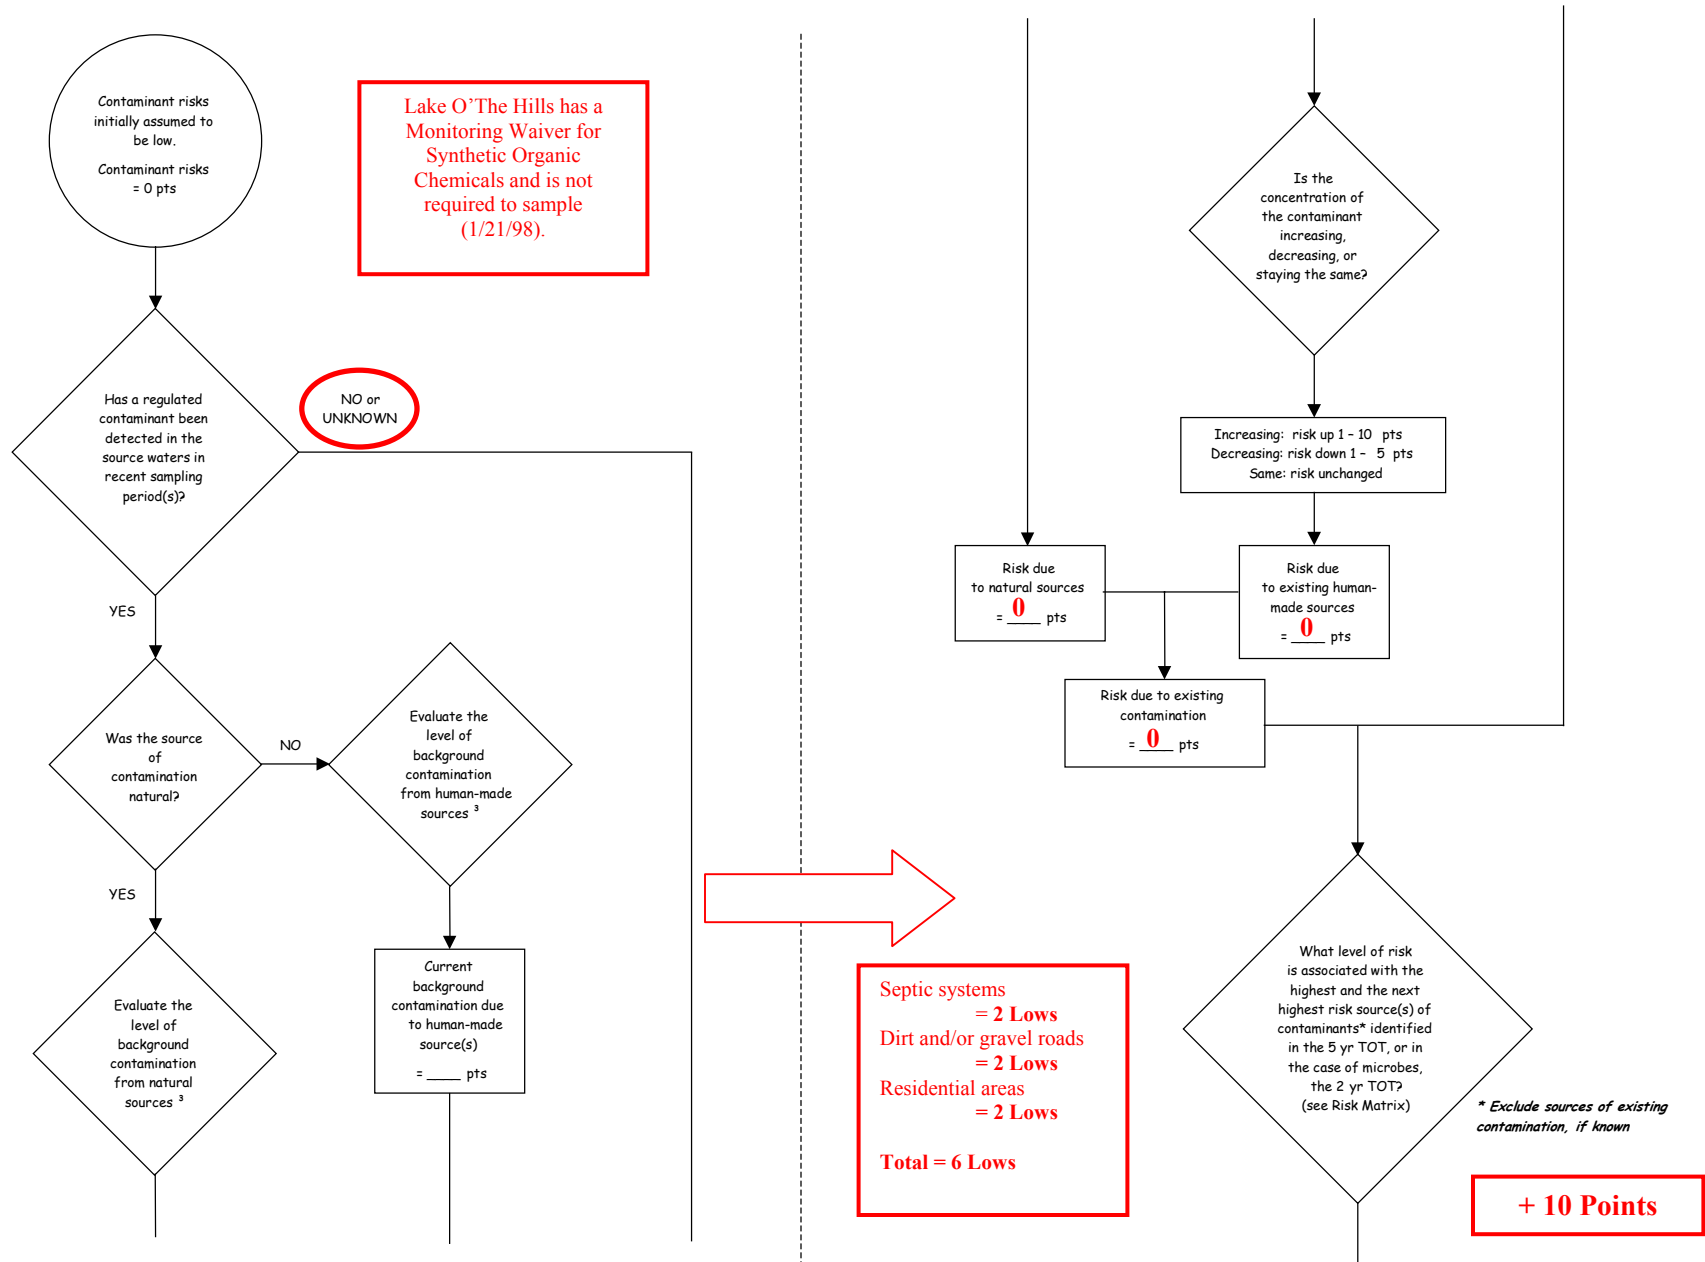 Contaminant risks
initially assumed to
be low.
Contaminant risks
= 0 pts
Lake O'The Hills has a
Monitoring Waiver for
Synthetic Organic
Chemicals and is not
required to sample
(1/21/98).
Has a regulated
contaminant been
detected in the
source waters in
recent sampling
period(s)?
NO or
UNKNOWN
YES
Was the source
of
contamination
natural?
NO
Evaluate the
level of
background
contamination
from human-made
sources ³
YES
Evaluate the
level of
background
contamination
from natural
sources ³
Current
background
contamination due
to human-made
source(s)
= ____ pts
Is the
concentration of
the contaminant
increasing,
decreasing, or
staying the same?
Increasing: risk up 1 – 10 pts
Decreasing: risk down 1 – 5 pts
Same: risk unchanged
Risk due
to natural sources
= 0 pts
Risk due
to existing human-
made sources
= 0 pts
Risk due to existing
contamination
= 0 pts
Septic systems
= 2 Lows
Dirt and/or gravel roads
= 2 Lows
Residential areas
= 2 Lows
Total = 6 Lows
What level of risk
is associated with the
highest and the next
highest risk source(s) of
contaminants* identified
in the 5 yr TOT, or in
the case of microbes,
the 2 yr TOT?
(see Risk Matrix)
* Exclude sources of existing
contamination, if known
+ 10 Points